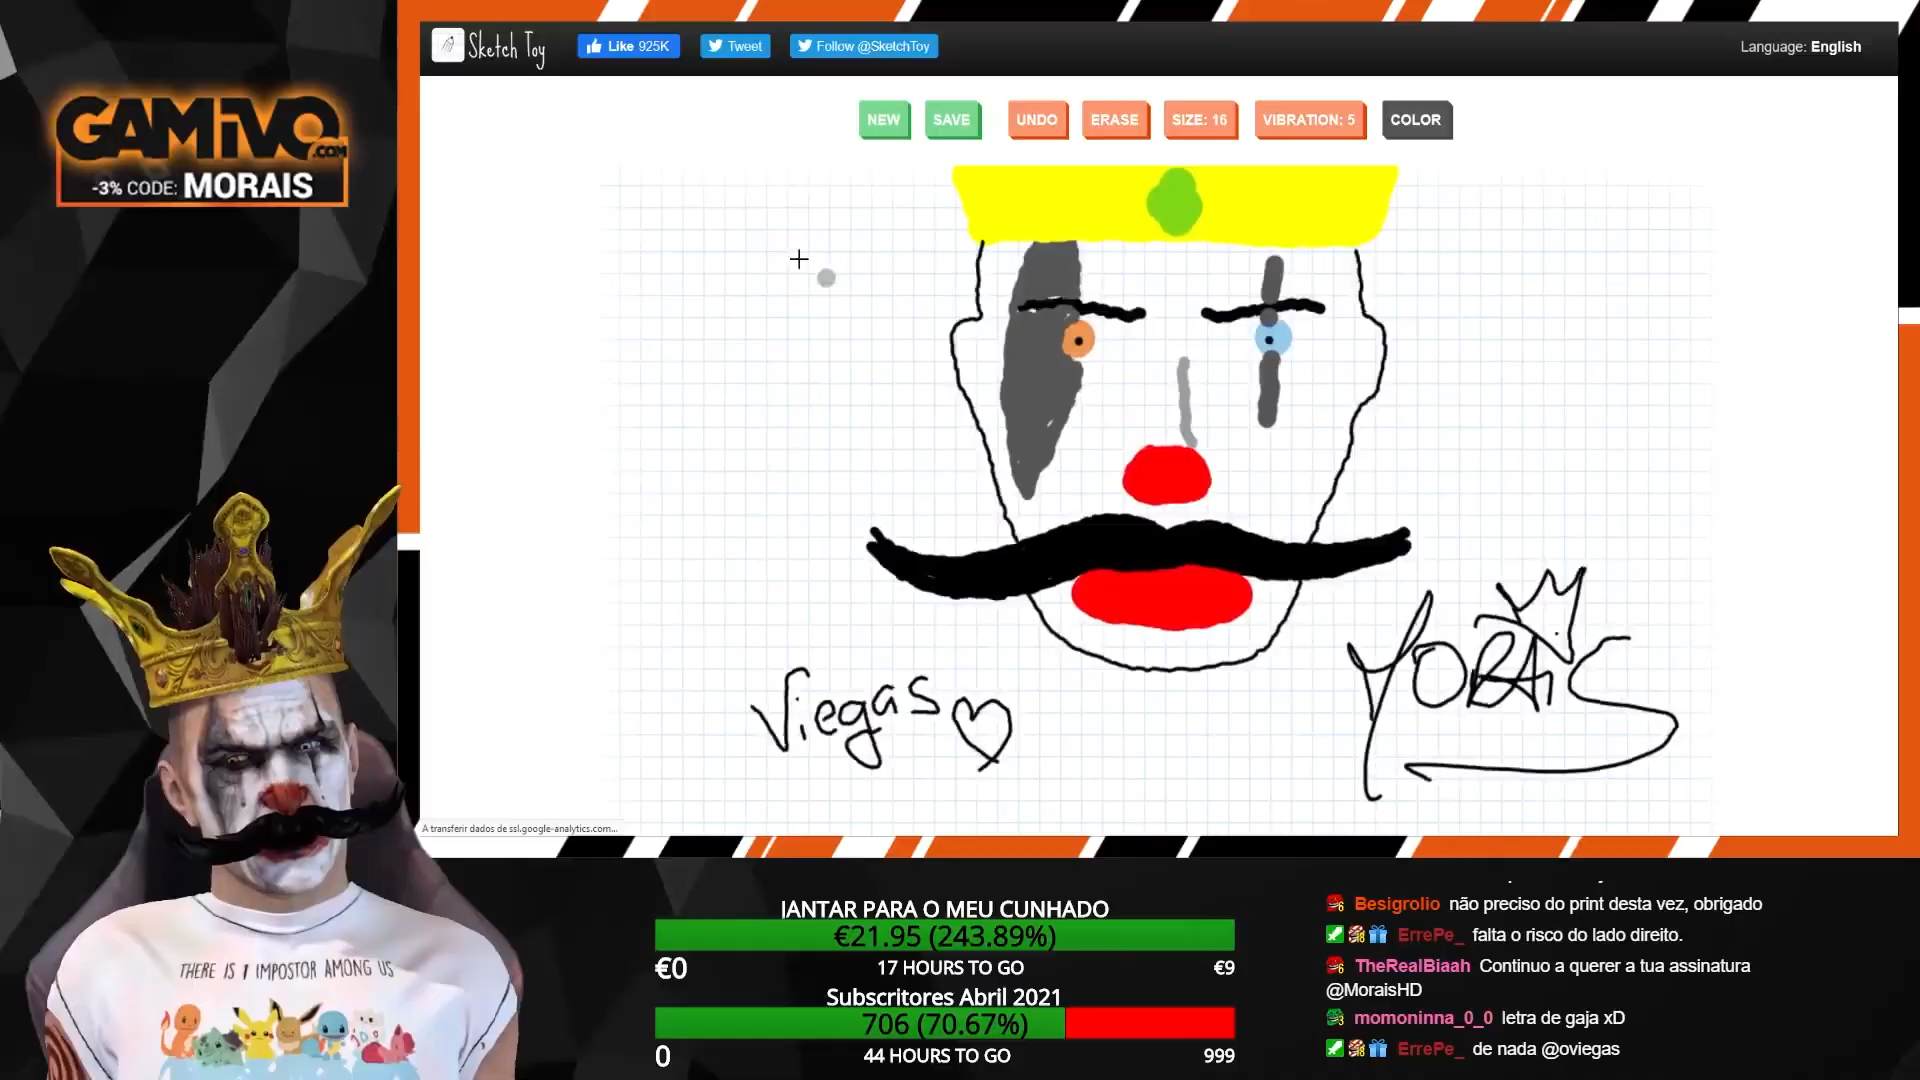 Sketch Toy
Like 925K
Tweet
Follow @SketchToy
Language: English
GAMIVO.COM
-3% CODE: MORAIS
NEW
SAVE
UNDO
ERASE
SIZE: 16
VIBRATION: 5
COLOR
Viegas
MORAIS
A transferir dados de ssl.google-analytics.com...
THERE IS 1 IMPOSTOR AMONG US
JANTAR PARA O MEU CUNHADO
€21.95 (243.89%)
€0
17 HOURS TO GO
€9
Subscritores Abril 2021
706 (70.67%)
0
44 HOURS TO GO
999
6 Besigrolio não preciso do print desta vez, obrigado
ErrePe_ falta o risco do lado direito.
6 TheRealBiaah Continuo a querer a tua assinatura
@MoraisHD
3 momoninna_0_0 letra de gaja xD
ErrePe_ de nada @oviegas